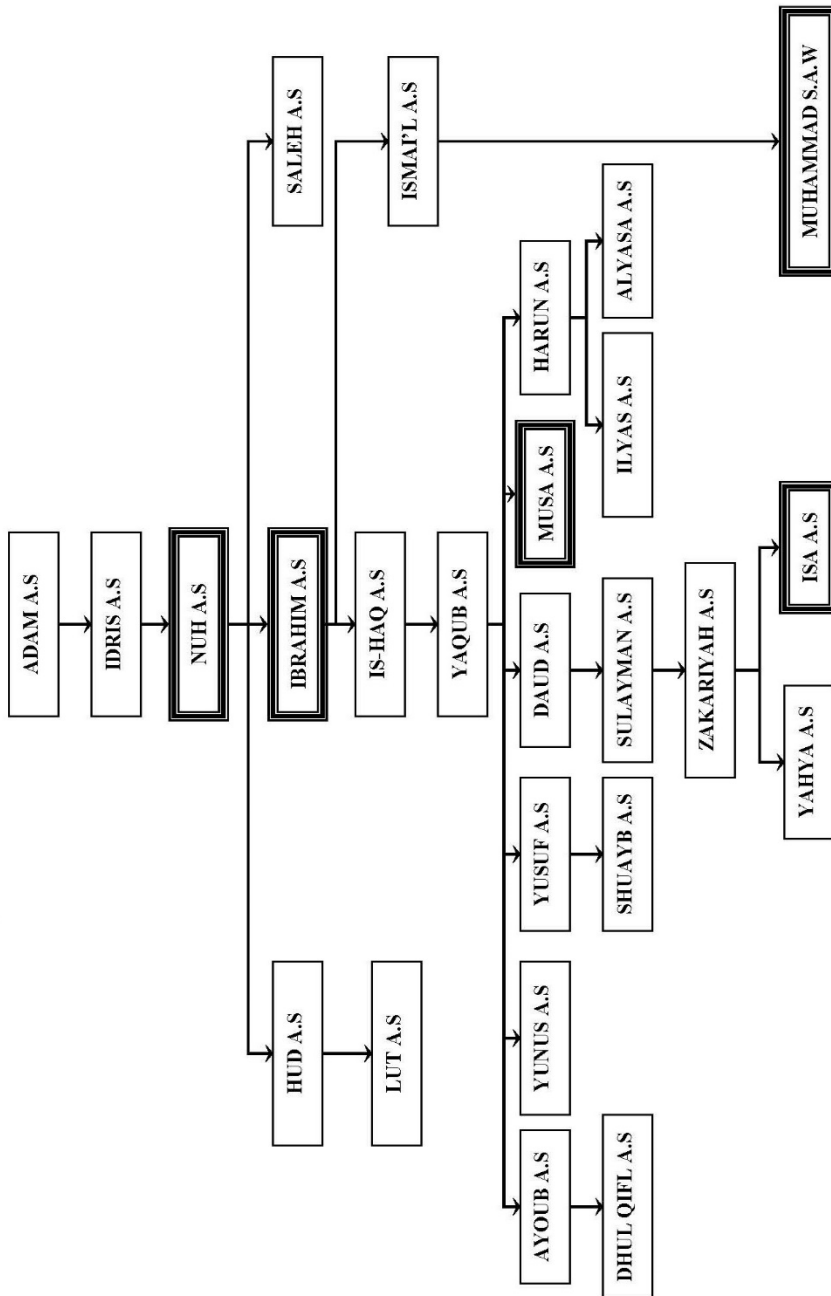 ADAM A.S
IDRIS A.S
NUH A.S
HUD A.S
IBRAHIM A.S
SALEH A.S
LUT A.S
IS-HAQ A.S
ISMAI'L A.S
YAQUB A.S
AYOUB A.S
YUNUS A.S
YUSUF A.S
DAUD A.S
MUSA A.S
HARUN A.S
DHUL QIFL A.S
SHUAYB A.S
SULAYMAN A.S
ILYAS A.S
ALYASA A.S
ZAKARIYAH A.S
YAHYA A.S
ISA A.S
MUHAMMAD S.A.W